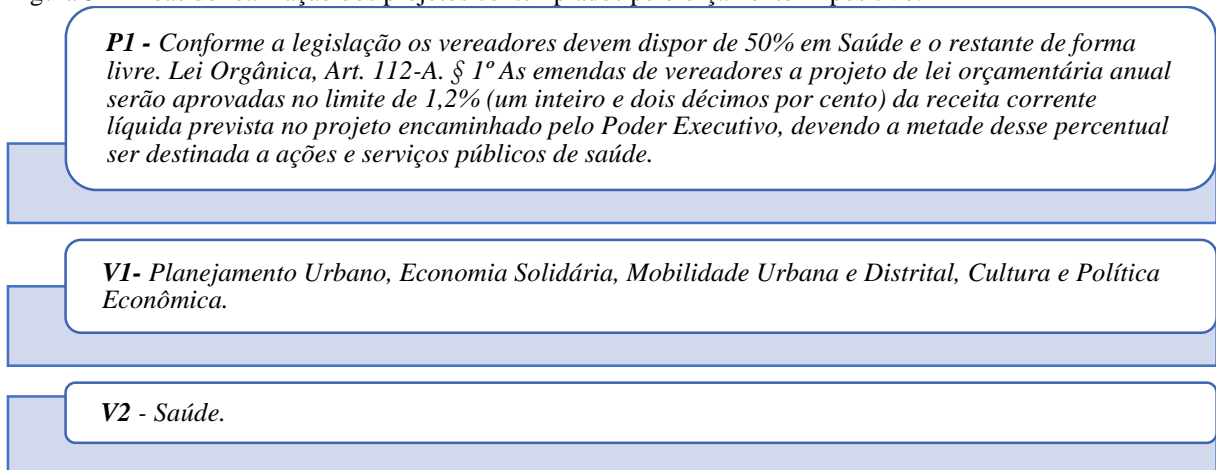 P1 - Conforme a legislação os vereadores devem dispor de 50% em Saúde e o restante de forma
livre. Lei Orgânica, Art. 112-A. § 1º As emendas de vereadores a projeto de lei orçamentária anual
serão aprovadas no limite de 1,2% (um inteiro e dois décimos por cento) da receita corrente
líquida prevista no projeto encaminhado pelo Poder Executivo, devendo a metade desse percentual
ser destinada a ações e serviços públicos de saúde.
V1- Planejamento Urbano, Economia Solidária, Mobilidade Urbana e Distrital, Cultura e Política
Econômica.
V2 - Saúde.